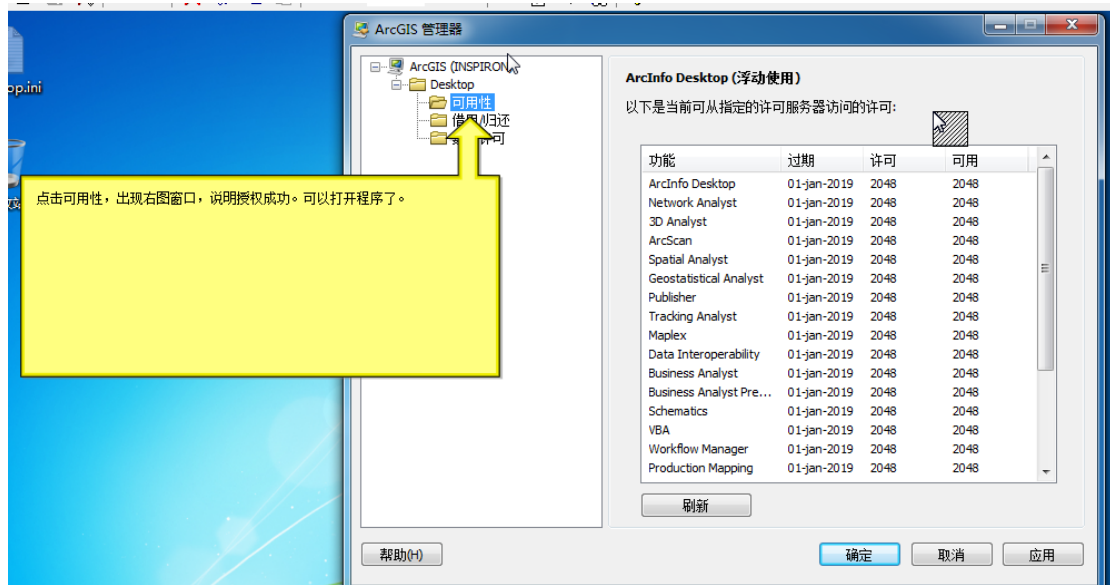 ArcGIS 管理器
op.ini
ArcGIS (INSPIRON
Desktop
可用性
借用/归还
许可
点击可用性，出现右图窗口，说明授权成功。可以打开程序了。
ArcInfo Desktop (浮动使用)
以下是当前可从指定的许可服务器访问的许可:
功能 过期 许可 可用
ArcInfo Desktop 01-jan-2019 2048 2048
Network Analyst 01-jan-2019 2048 2048
3D Analyst 01-jan-2019 2048 2048
ArcScan 01-jan-2019 2048 2048
Spatial Analyst 01-jan-2019 2048 2048
Geostatistical Analyst 01-jan-2019 2048 2048
Publisher 01-jan-2019 2048 2048
Tracking Analyst 01-jan-2019 2048 2048
Maplex 01-jan-2019 2048 2048
Data Interoperability 01-jan-2019 2048 2048
Business Analyst 01-jan-2019 2048 2048
Business Analyst Pre... 01-jan-2019 2048 2048
Schematics 01-jan-2019 2048 2048
VBA 01-jan-2019 2048 2048
Workflow Manager 01-jan-2019 2048 2048
Production Mapping 01-jan-2019 2048 2048
刷新
帮助(H)
确定
取消
应用